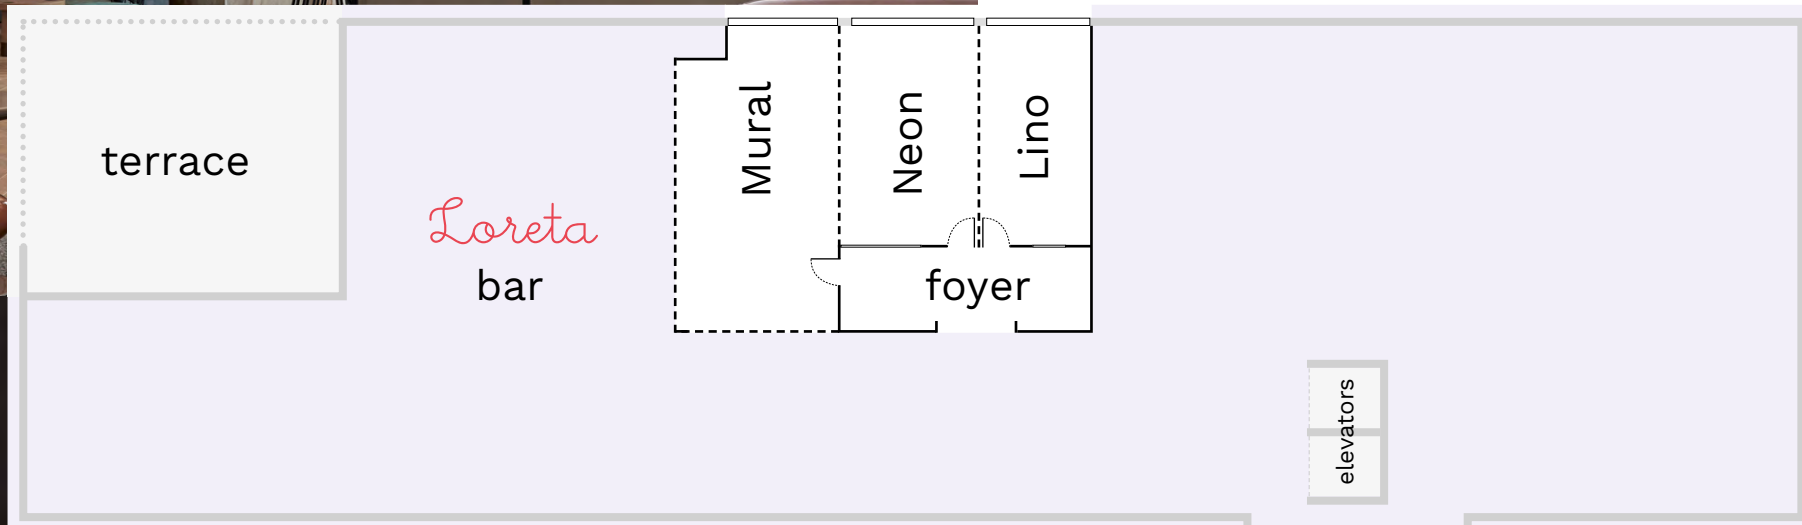 terrace
Loreta
bar
Mural
Neon
Lino
foyer
elevators